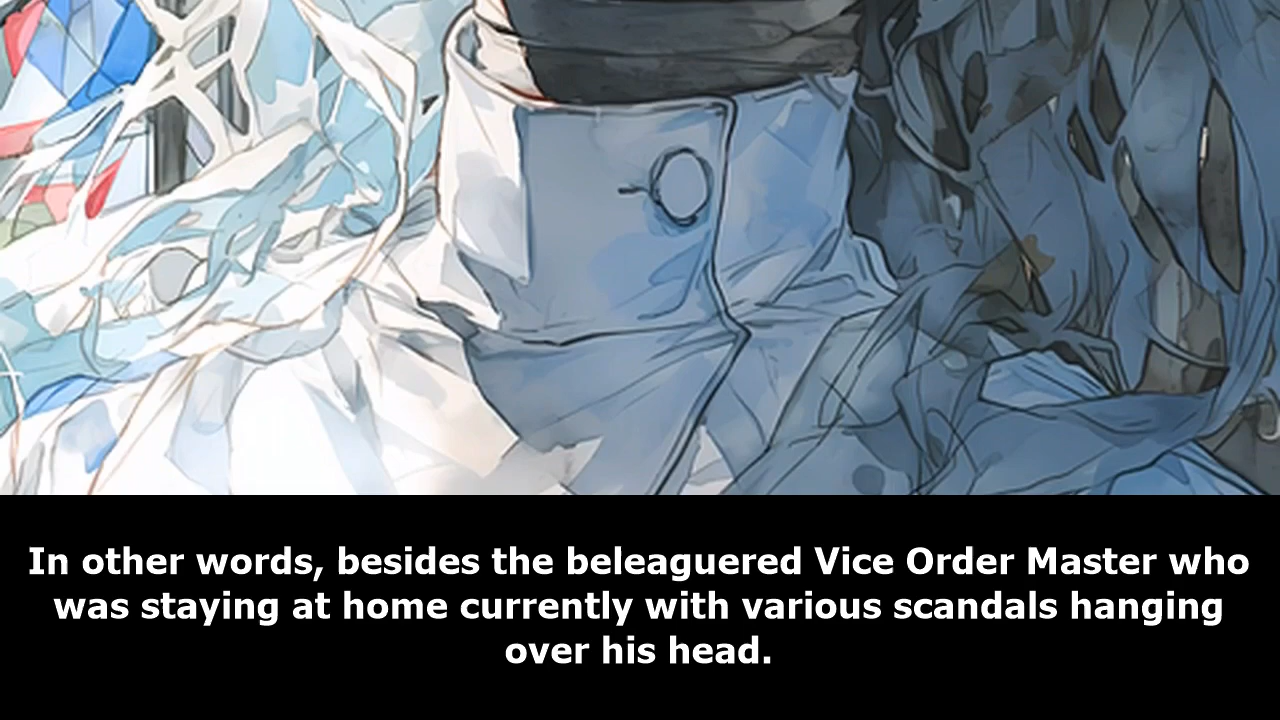 In other words, besides the beleaguered Vice Order Master who
was staying at home currently with various scandals hanging
over his head.